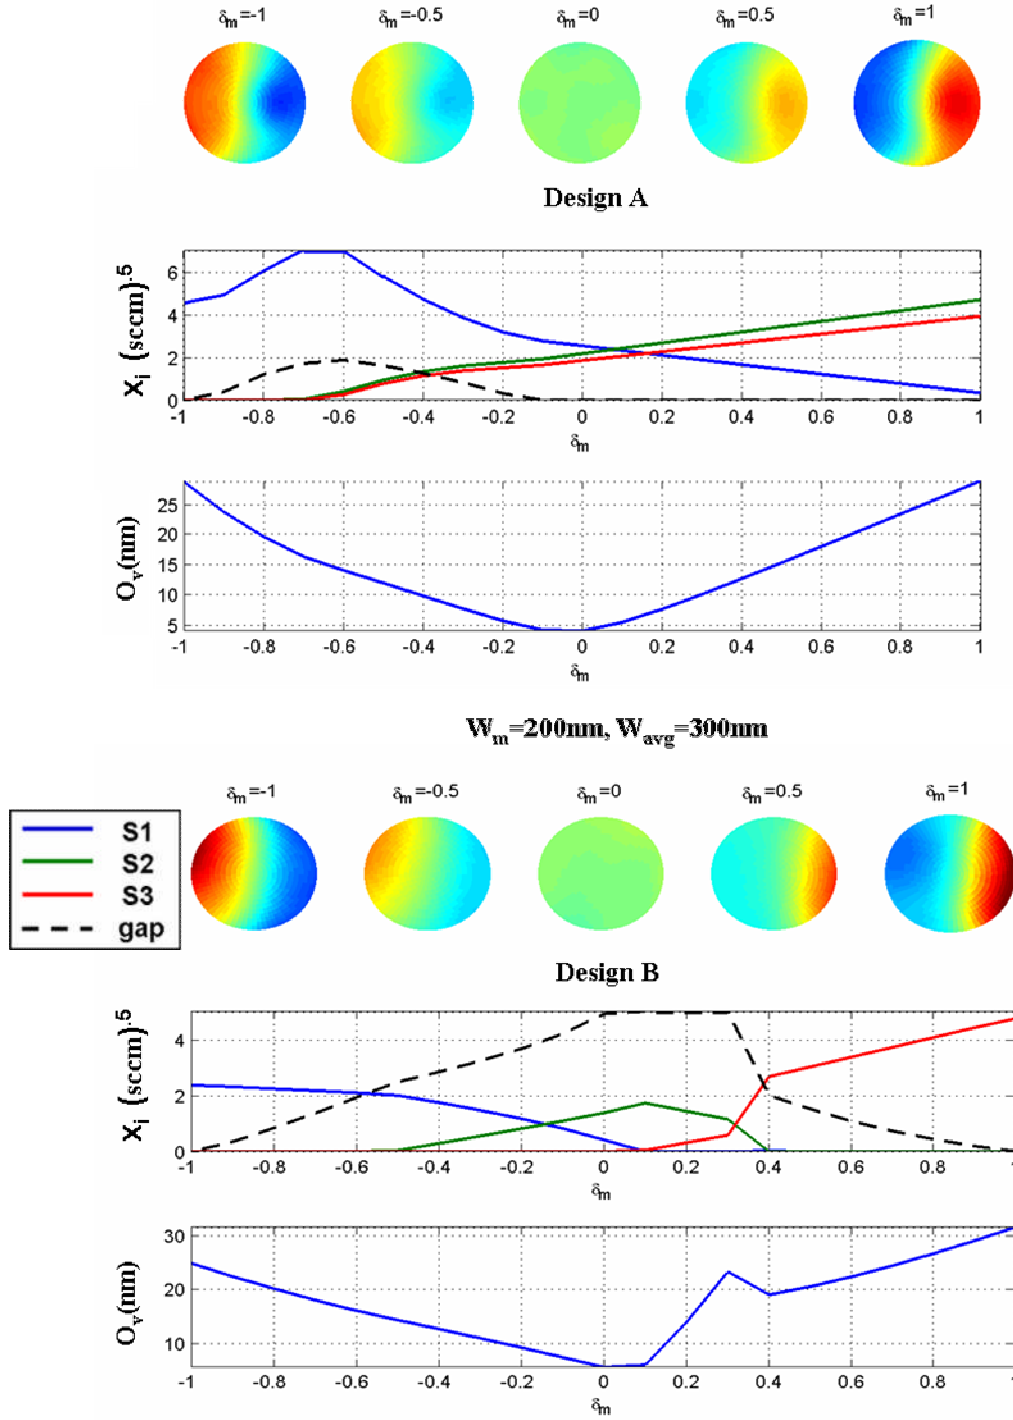 δm=-1 δm=-0.5 δm=0 δm=0.5 δm=1
Design A
6
4
2
0
Xi (sccm).5
-1 -0.8 -0.6 -0.4 -0.2 0 0.2 0.4 0.6 0.8 1
δm
25
20
15
10
5
Ov(nm)
-1 -0.8 -0.6 -0.4 -0.2 0 0.2 0.4 0.6 0.8 1
δm
Wm=200nm, Wavg=300nm
δm=-1 δm=-0.5 δm=0 δm=0.5 δm=1
S1
S2
S3
gap
Design B
4
2
0
Xi (sccm).5
-1 -0.8 -0.6 -0.4 -0.2 0 0.2 0.4 0.6 0.8 1
δm
30
20
10
Ov(nm)
-1 -0.8 -0.6 -0.4 -0.2 0 0.2 0.4 0.6 0.8 1
δm